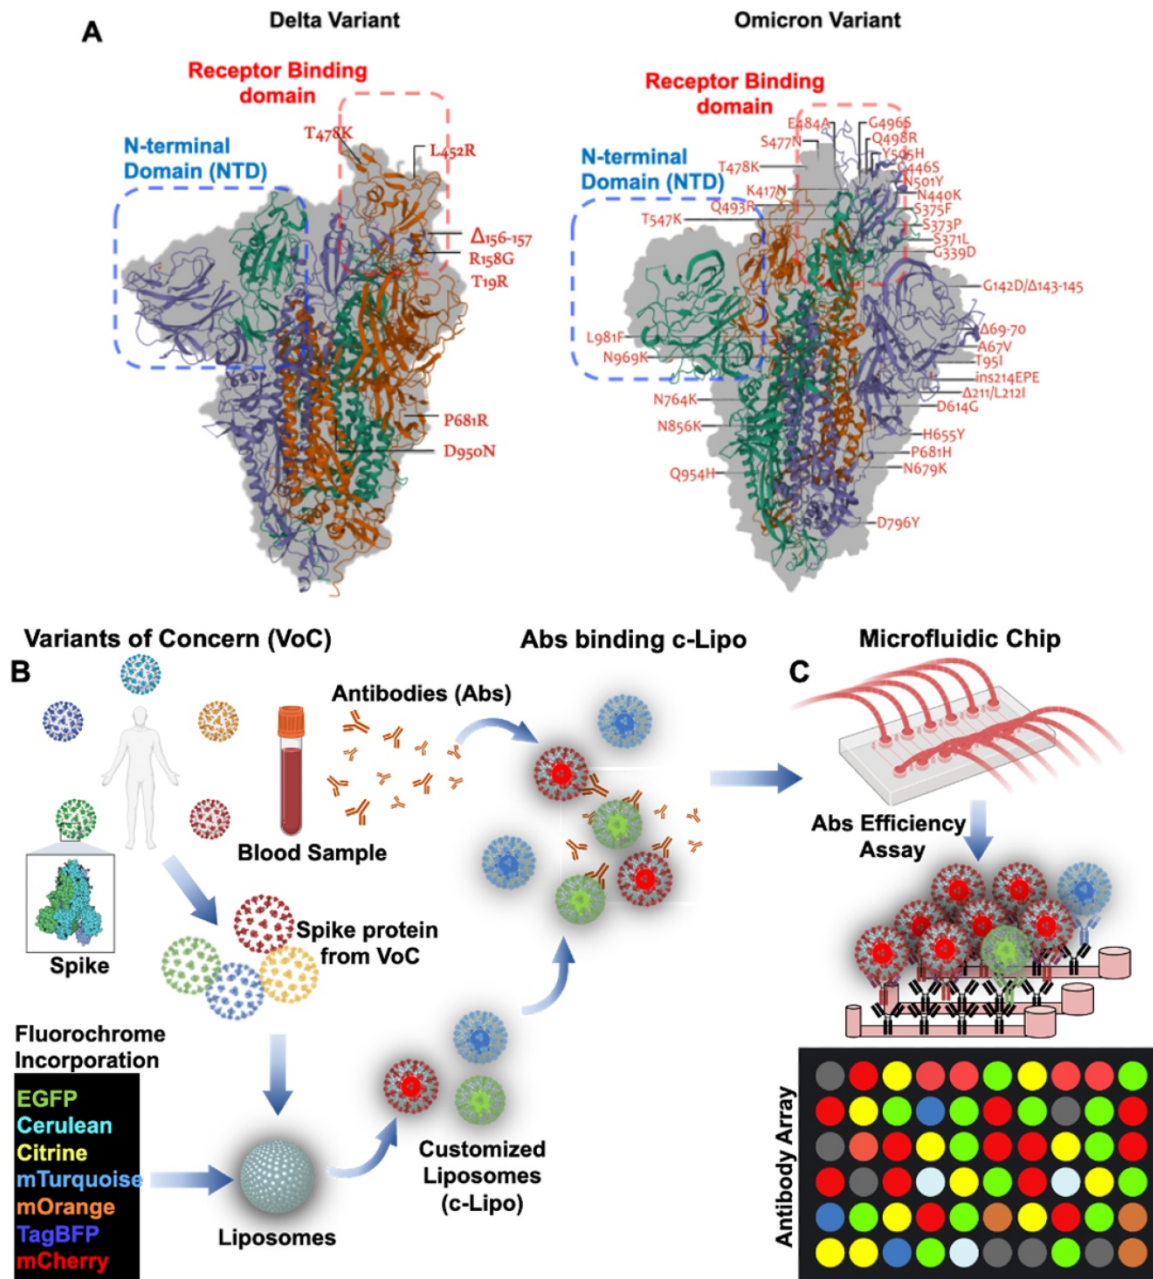 A
Delta Variant
Omicron Variant
Receptor Binding
domain
N-terminal
Domain (NTD)
T478K
L452R
Δ156-157
R158G
T19R
P681R
D950N
Receptor Binding
domain
N-terminal
Domain (NTD)
E484A
S477N
T478K
K417N
Q493R
T547K
L981F
N969K
N764K
N856K
Q954H
G496S
Q498R
Y505H
G446S
N501Y
N440K
S375F
S373P
S371L
G339D
G142D/Δ143-145
Δ69-70
A67V
T95I
ins214EPE
Δ211/L212I
D614G
H655Y
P681H
N679K
D796Y
Variants of Concern (VoC)
B
Antibodies (Abs)
Blood Sample
Spike
Spike protein
from VoC
Fluorochrome
Incorporation
EGFP
Cerulean
Citrine
mTurquoise
mOrange
TagBFP
mCherry
Liposomes
Customized
Liposomes
(c-Lipo)
Abs binding c-Lipo
Microfluidic Chip
C
Abs Efficiency
Assay
Antibody Array